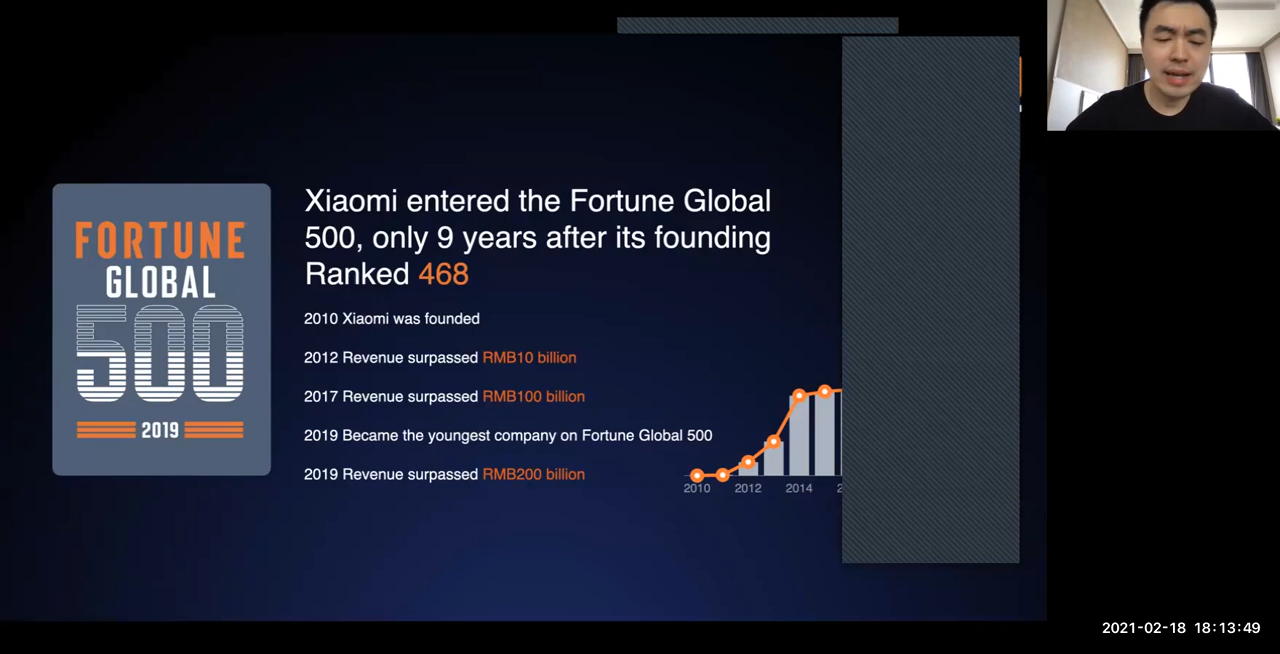 FORTUNE
GLOBAL
500
2019
Xiaomi entered the Fortune Global
500, only 9 years after its founding
Ranked 468
2010 Xiaomi was founded
2012 Revenue surpassed RMB10 billion
2017 Revenue surpassed RMB100 billion
2019 Became the youngest company on Fortune Global 500
2019 Revenue surpassed RMB200 billion
2010 2012 2014
2021-02-18 18:13:49